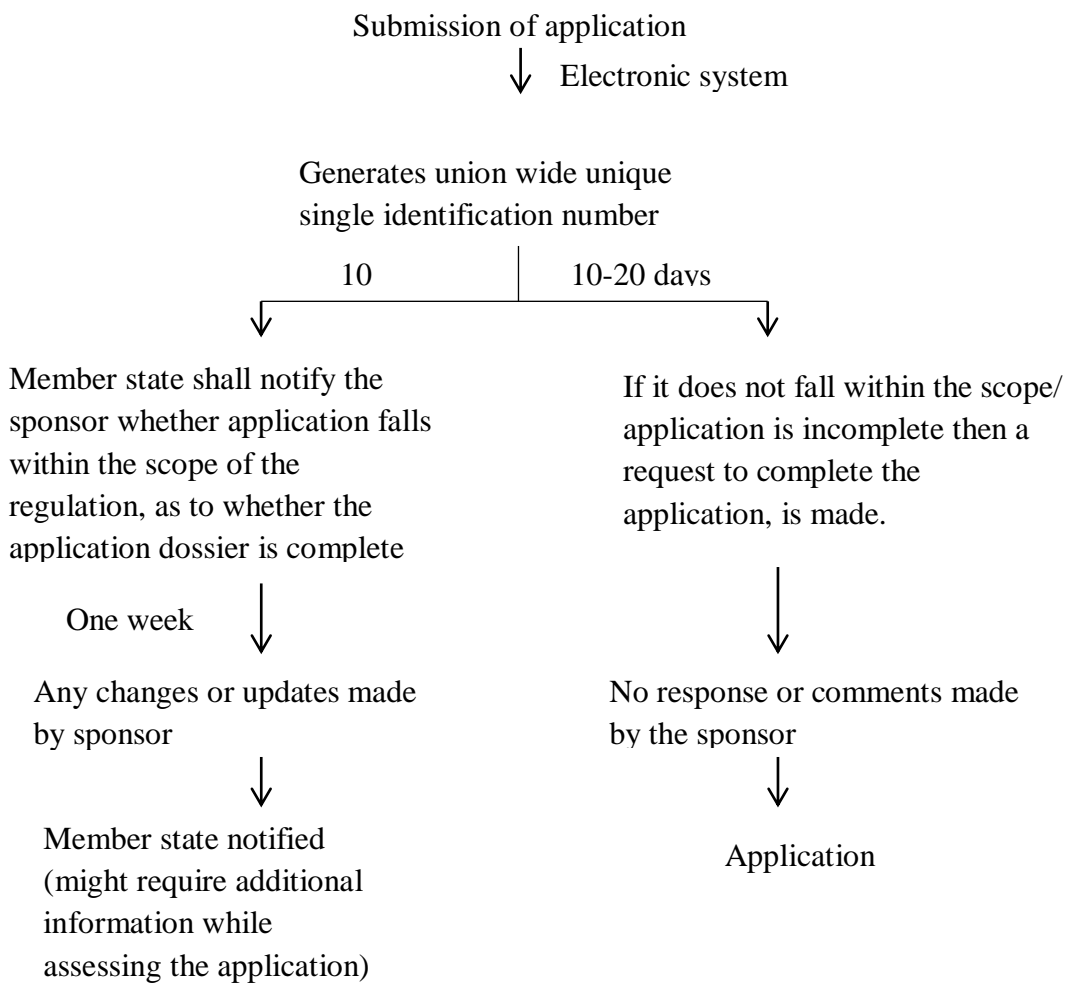 Submission of application
Electronic system
Generates union wide unique
single identification number
10
10-20 days
Member state shall notify the
sponsor whether application falls
within the scope of the
regulation, as to whether the
application dossier is complete
If it does not fall within the scope/
application is incomplete then a
request to complete the
application, is made.
One week
Any changes or updates made
by sponsor
No response or comments made
by the sponsor
Member state notified
(might require additional
information while
assessing the application)
Application